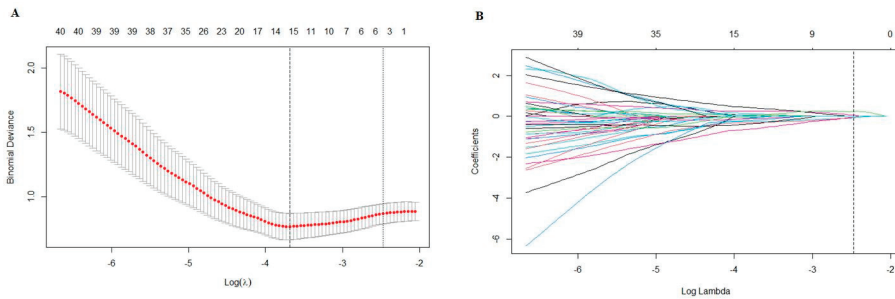 A
B
40 40 39 39 39 38 37 35 26 23 20 17 14 15 11 10 7 6 6 3 1
39 35 15 9 0
2.0
1.5
1.0
Binomial Deviance
-6 -5 -4 -3 -2
Log(λ)
2
0
-2
-4
-6
Coefficients
-6 -5 -4 -3 -2
Log Lambda